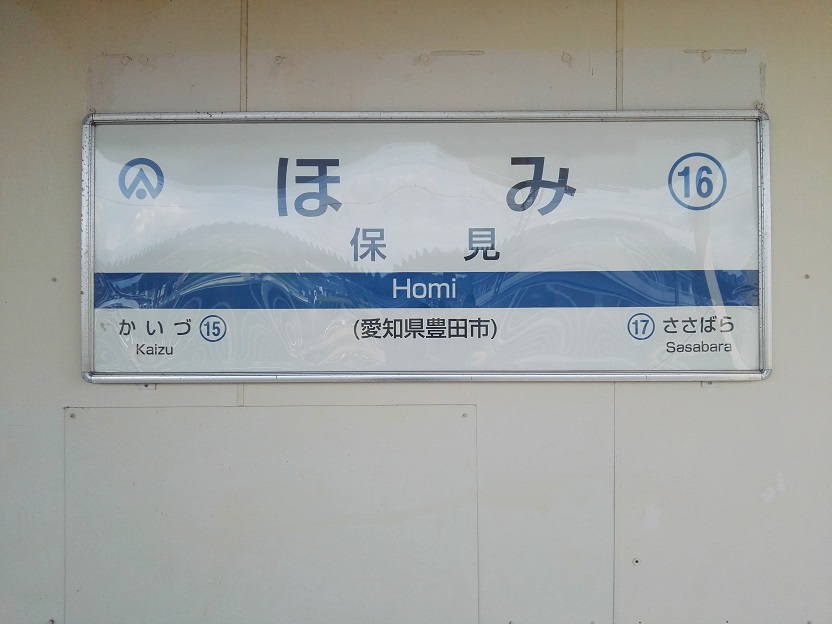 ほみ 16
保見
Homi
かいづ 15 (愛知県豊田市) 17 ささばら
Kaizu Sasabara